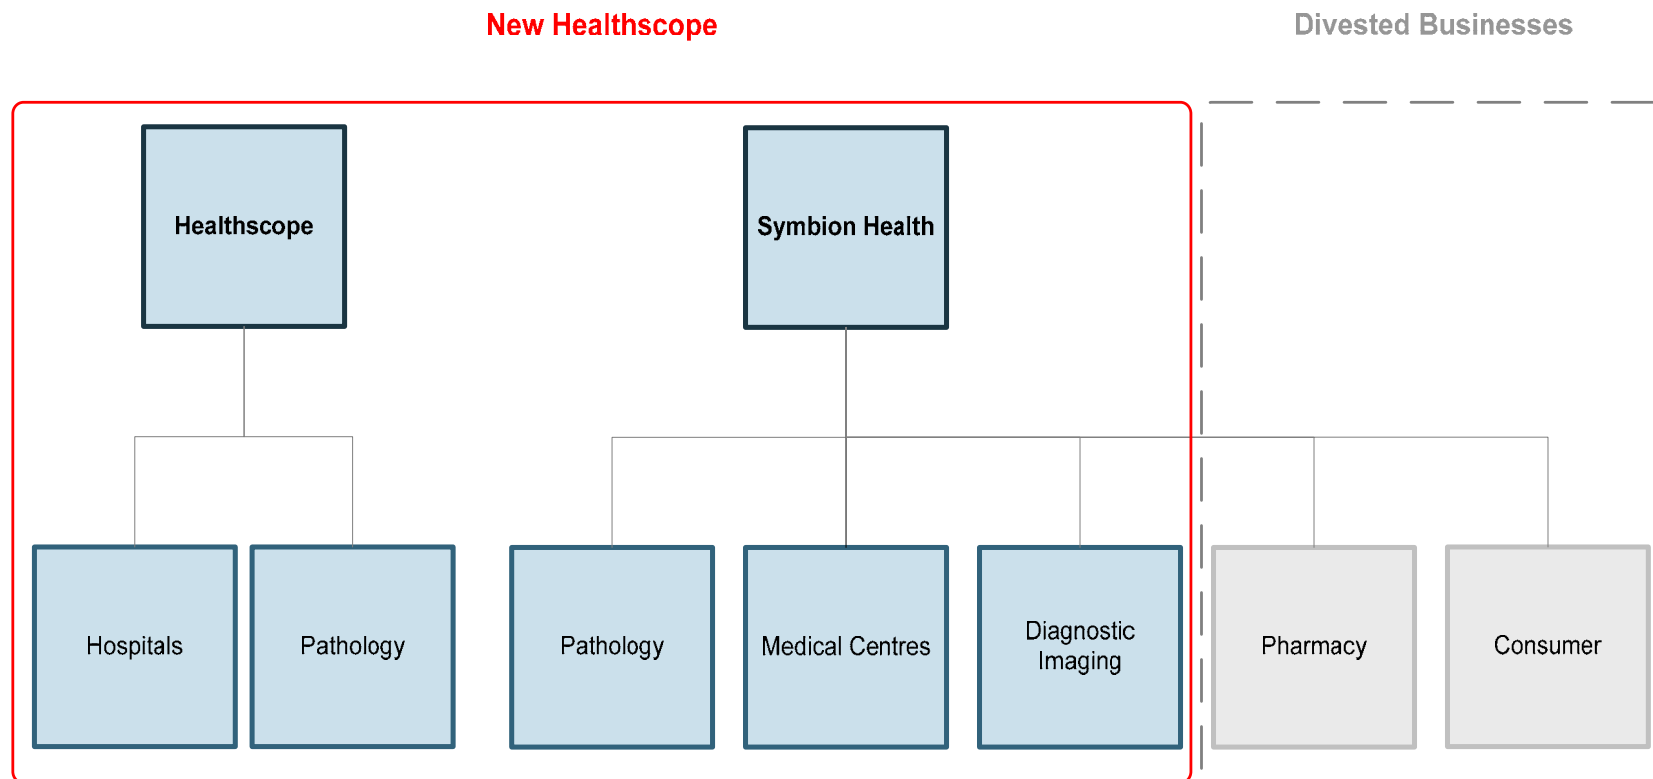 New Healthscope
Divested Businesses
Healthscope
Symbion Health
Hospitals
Pathology
Pathology
Medical Centres
Diagnostic
Imaging
Pharmacy
Consumer